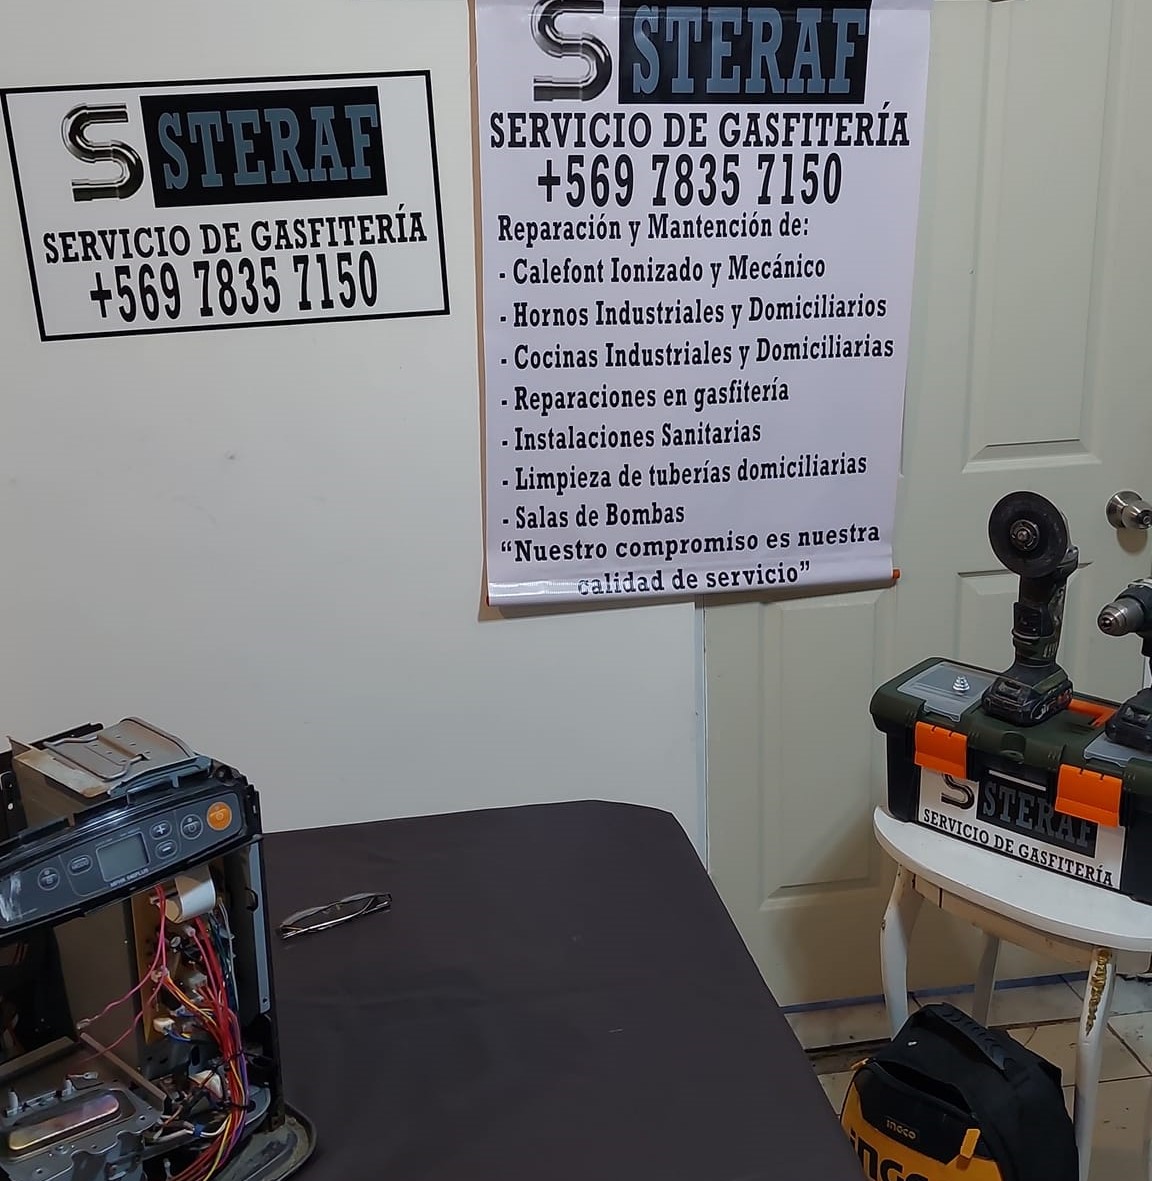 STERAF
SERVICIO DE GASFITERÍA
+569 7835 7150
STERAF
SERVICIO DE GASFITERÍA
+569 7835 7150
Reparación y Mantención de:
- Calefont Ionizado y Mecánico
- Hornos Industriales y Domiciliarios
- Cocinas Industriales y Domiciliarias
- Reparaciones en gasfitería
- Instalaciones Sanitarias
- Limpieza de tuberías domiciliarias
- Salas de Bombas
“Nuestro compromiso es nuestra
calidad de servicio”
STERAF
SERVICIO DE GASFITERÍA
INGCO